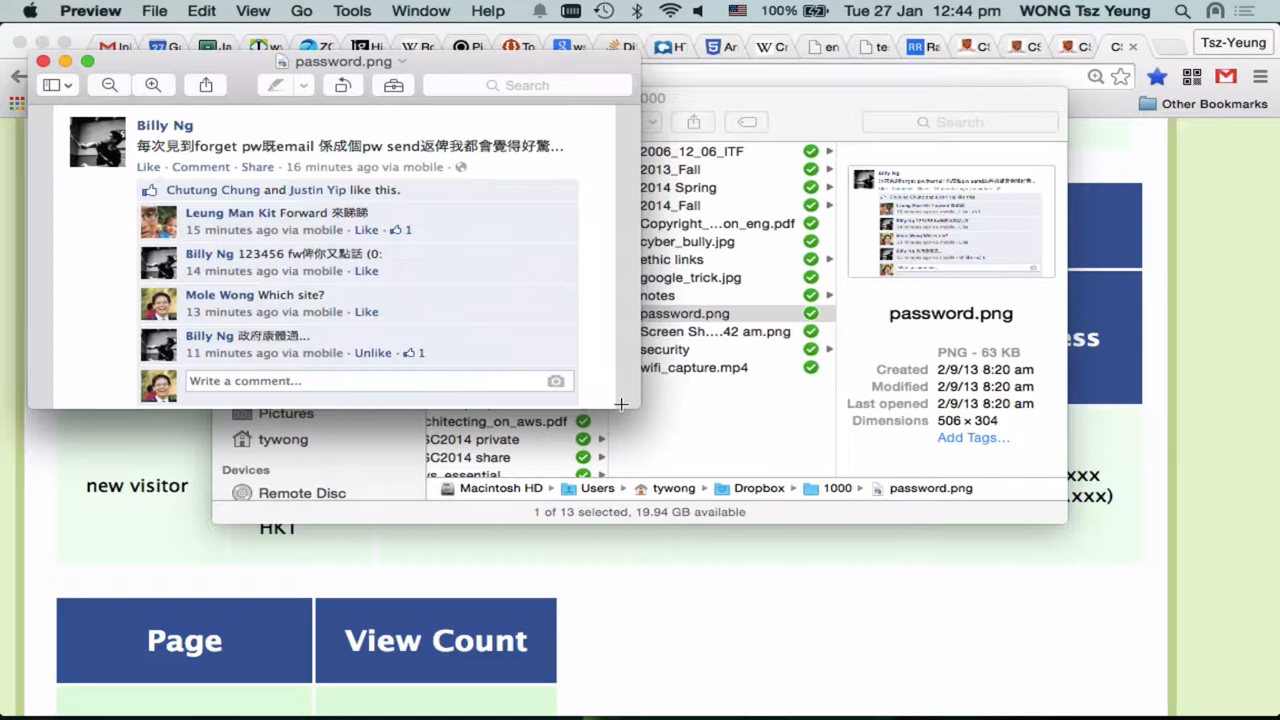 Preview File Edit View Go Tools Window Help 100% Tue 27 Jan 12:44 pm WONG Tsz Yeung
Tsz-Yeung
password.png
Search
Other Bookmarks
Billy Ng
每次見到forget pw既email 係成個pw send返俾我都會覺得好驚...
Like · Comment · Share · 16 minutes ago via mobile ·
Chutung Chung and Justin Yip like this.
Leung Man Kit Forward 來睇睇
15 minutes ago via mobile · Like · 1
Billy Ng 123456 fw俾你又點話 (0:
14 minutes ago via mobile · Like
Mole Wong Which site?
13 minutes ago via mobile · Like
Billy Ng 政府康體通...
11 minutes ago via mobile · Unlike · 1
Write a comment...
Search
2006_12_06_ITF
2013_Fall
2014 Spring
2014_Fall
Copyright_...on_eng.pdf
cyber_bully.jpg
ethic links
google_trick.jpg
notes
password.png
Screen Sh....42 am.png
security
wifi_capture.mp4
password.png
PNG - 63 KB
Created 2/9/13 8:20 am
Modified 2/9/13 8:20 am
Last opened 2/9/13 8:20 am
Dimensions 506 × 304
Add Tags...
Pictures
tywong
Devices
Remote Disc
chitecting_on_aws.pdf
SC2014 private
SC2014 share
Macintosh HD Users tywong Dropbox 1000 password.png
1 of 13 selected, 19.94 GB available
new visitor
HKT
Page View Count